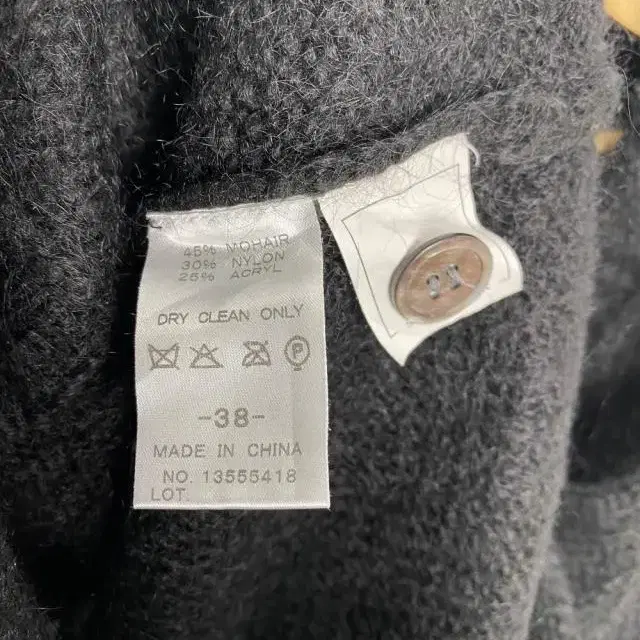 45% MOHAIR
30% NYLON
25% ACRYL
DRY CLEAN ONLY
P
-38-
MADE IN CHINA
NO. 13555418
LOT.